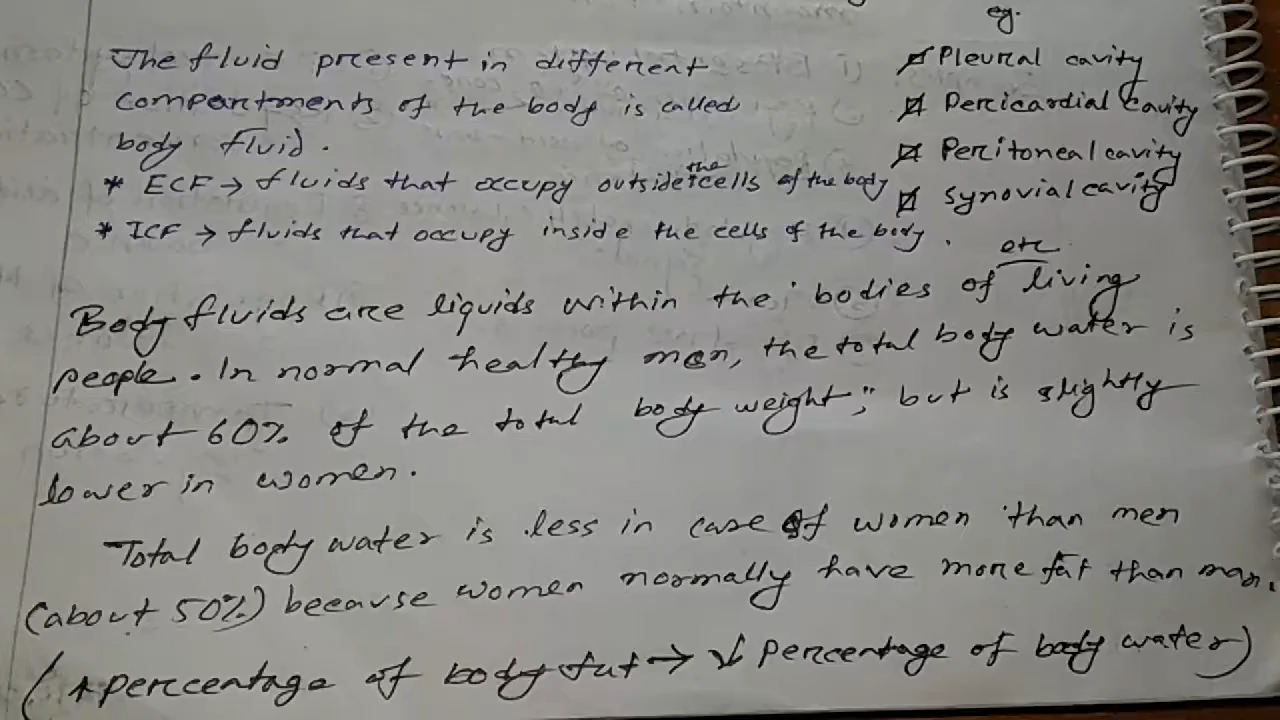 eg.
The fluid present in different
compartments of the body is called
body fluid.
* ECF → fluids that occupy outside the cells of the body
* ICF → fluids that occupy inside the cells of the body.
Pleural cavity
Pericardial cavity
Peritoneal cavity
synovial cavity
etc
Body fluids are liquids within the bodies of living
people. In normal healthy men, the total body water is
about 60% of the total body weight; but is slightly
lower in women.
Total body water is less in case of women than men
(about 50%) because women normally have more fat than man.
(↑ percentage of body fat → ↓ percentage of body water)